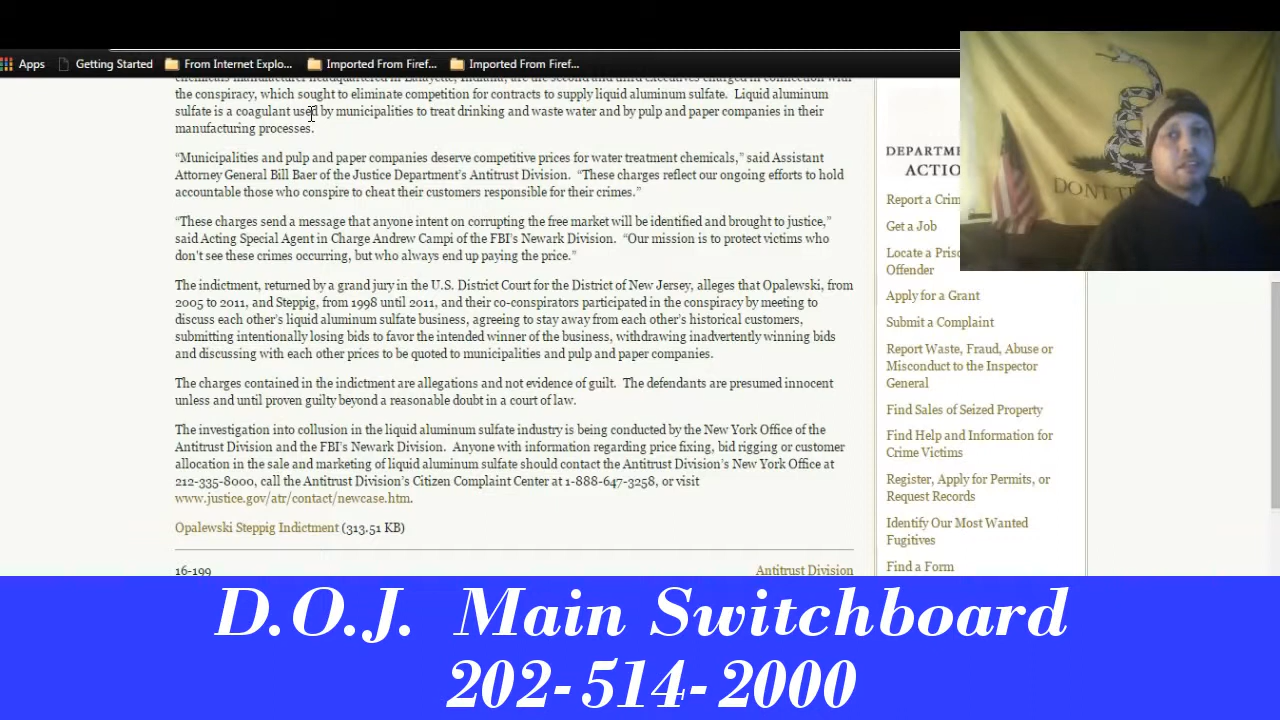 Apps Getting Started From Internet Explo... Imported From Firef... Imported From Firef...
chemicals manufacturer headquartered in Lafayette, Indiana, are the second and third executives charged in connection with
the conspiracy, which sought to eliminate competition for contracts to supply liquid aluminum sulfate.  Liquid aluminum
sulfate is a coagulant used by municipalities to treat drinking and waste water and by pulp and paper companies in their
manufacturing processes.
“Municipalities and pulp and paper companies deserve competitive prices for water treatment chemicals,” said Assistant
Attorney General Bill Baer of the Justice Department’s Antitrust Division.  “These charges reflect our ongoing efforts to hold
accountable those who conspire to cheat their customers responsible for their crimes.”
“These charges send a message that anyone intent on corrupting the free market will be identified and brought to justice,”
said Acting Special Agent in Charge Andrew Campi of the FBI’s Newark Division.  “Our mission is to protect victims who
don't see these crimes occurring, but who always end up paying the price.”
The indictment, returned by a grand jury in the U.S. District Court for the District of New Jersey, alleges that Opalewski, from
2005 to 2011, and Steppig, from 1998 until 2011, and their co-conspirators participated in the conspiracy by meeting to
discuss each other’s liquid aluminum sulfate business, agreeing to stay away from each other’s historical customers,
submitting intentionally losing bids to favor the intended winner of the business, withdrawing inadvertently winning bids
and discussing with each other prices to be quoted to municipalities and pulp and paper companies.
The charges contained in the indictment are allegations and not evidence of guilt.  The defendants are presumed innocent
unless and until proven guilty beyond a reasonable doubt in a court of law.
The investigation into collusion in the liquid aluminum sulfate industry is being conducted by the New York Office of the
Antitrust Division and the FBI’s Newark Division.  Anyone with information regarding price fixing, bid rigging or customer
allocation in the sale and marketing of liquid aluminum sulfate should contact the Antitrust Division’s New York Office at
212-335-8000, call the Antitrust Division’s Citizen Complaint Center at 1-888-647-3258, or visit
www.justice.gov/atr/contact/newcase.htm.
Opalewski Steppig Indictment (313.51 KB)
16-199 Antitrust Division
DEPARTM
ACTIO
Report a Crim
Get a Job
Locate a Priso
Offender
Apply for a Grant
Submit a Complaint
Report Waste, Fraud, Abuse or
Misconduct to the Inspector
General
Find Sales of Seized Property
Find Help and Information for
Crime Victims
Register, Apply for Permits, or
Request Records
Identify Our Most Wanted
Fugitives
Find a Form
DONT T
D.O.J. Main Switchboard
202-514-2000